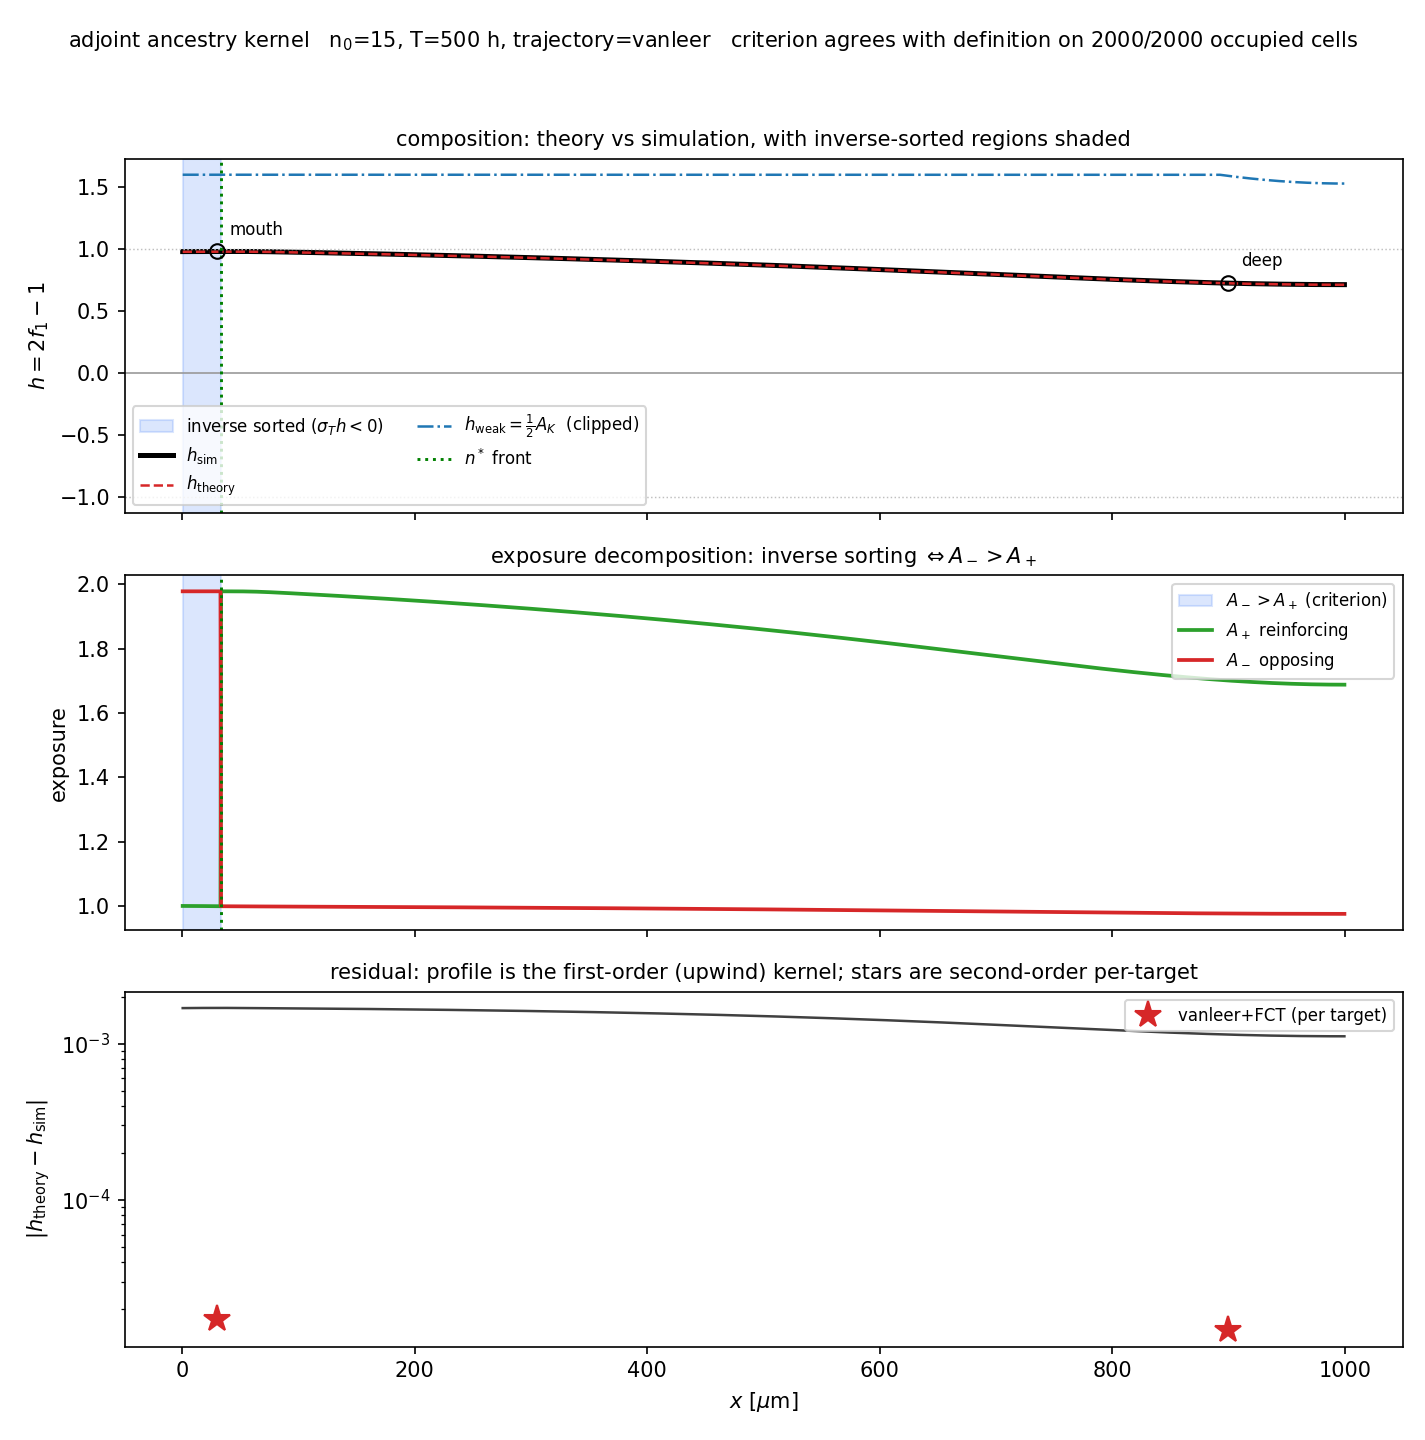 adjoint ancestry kernel   n₀=15, T=500 h, trajectory=vanleer   criterion agrees with definition on 2000/2000 occupied cells
composition: theory vs simulation, with inverse-sorted regions shaded
1.5
1.0
0.5
0.0
−0.5
−1.0
h = 2f₁ − 1
mouth
deep
inverse sorted (σ_T h < 0)
h_sim
h_theory
h_weak = ½A_K (clipped)
n* front
exposure decomposition: inverse sorting ⇔ A₋ > A₊
2.0
1.8
1.6
1.4
1.2
1.0
exposure
A₋ > A₊ (criterion)
A₊ reinforcing
A₋ opposing
residual: profile is the first-order (upwind) kernel; stars are second-order per-target
10⁻³
10⁻⁴
|h_theory − h_sim|
vanleer+FCT (per target)
0
200
400
600
800
1000
x [μm]